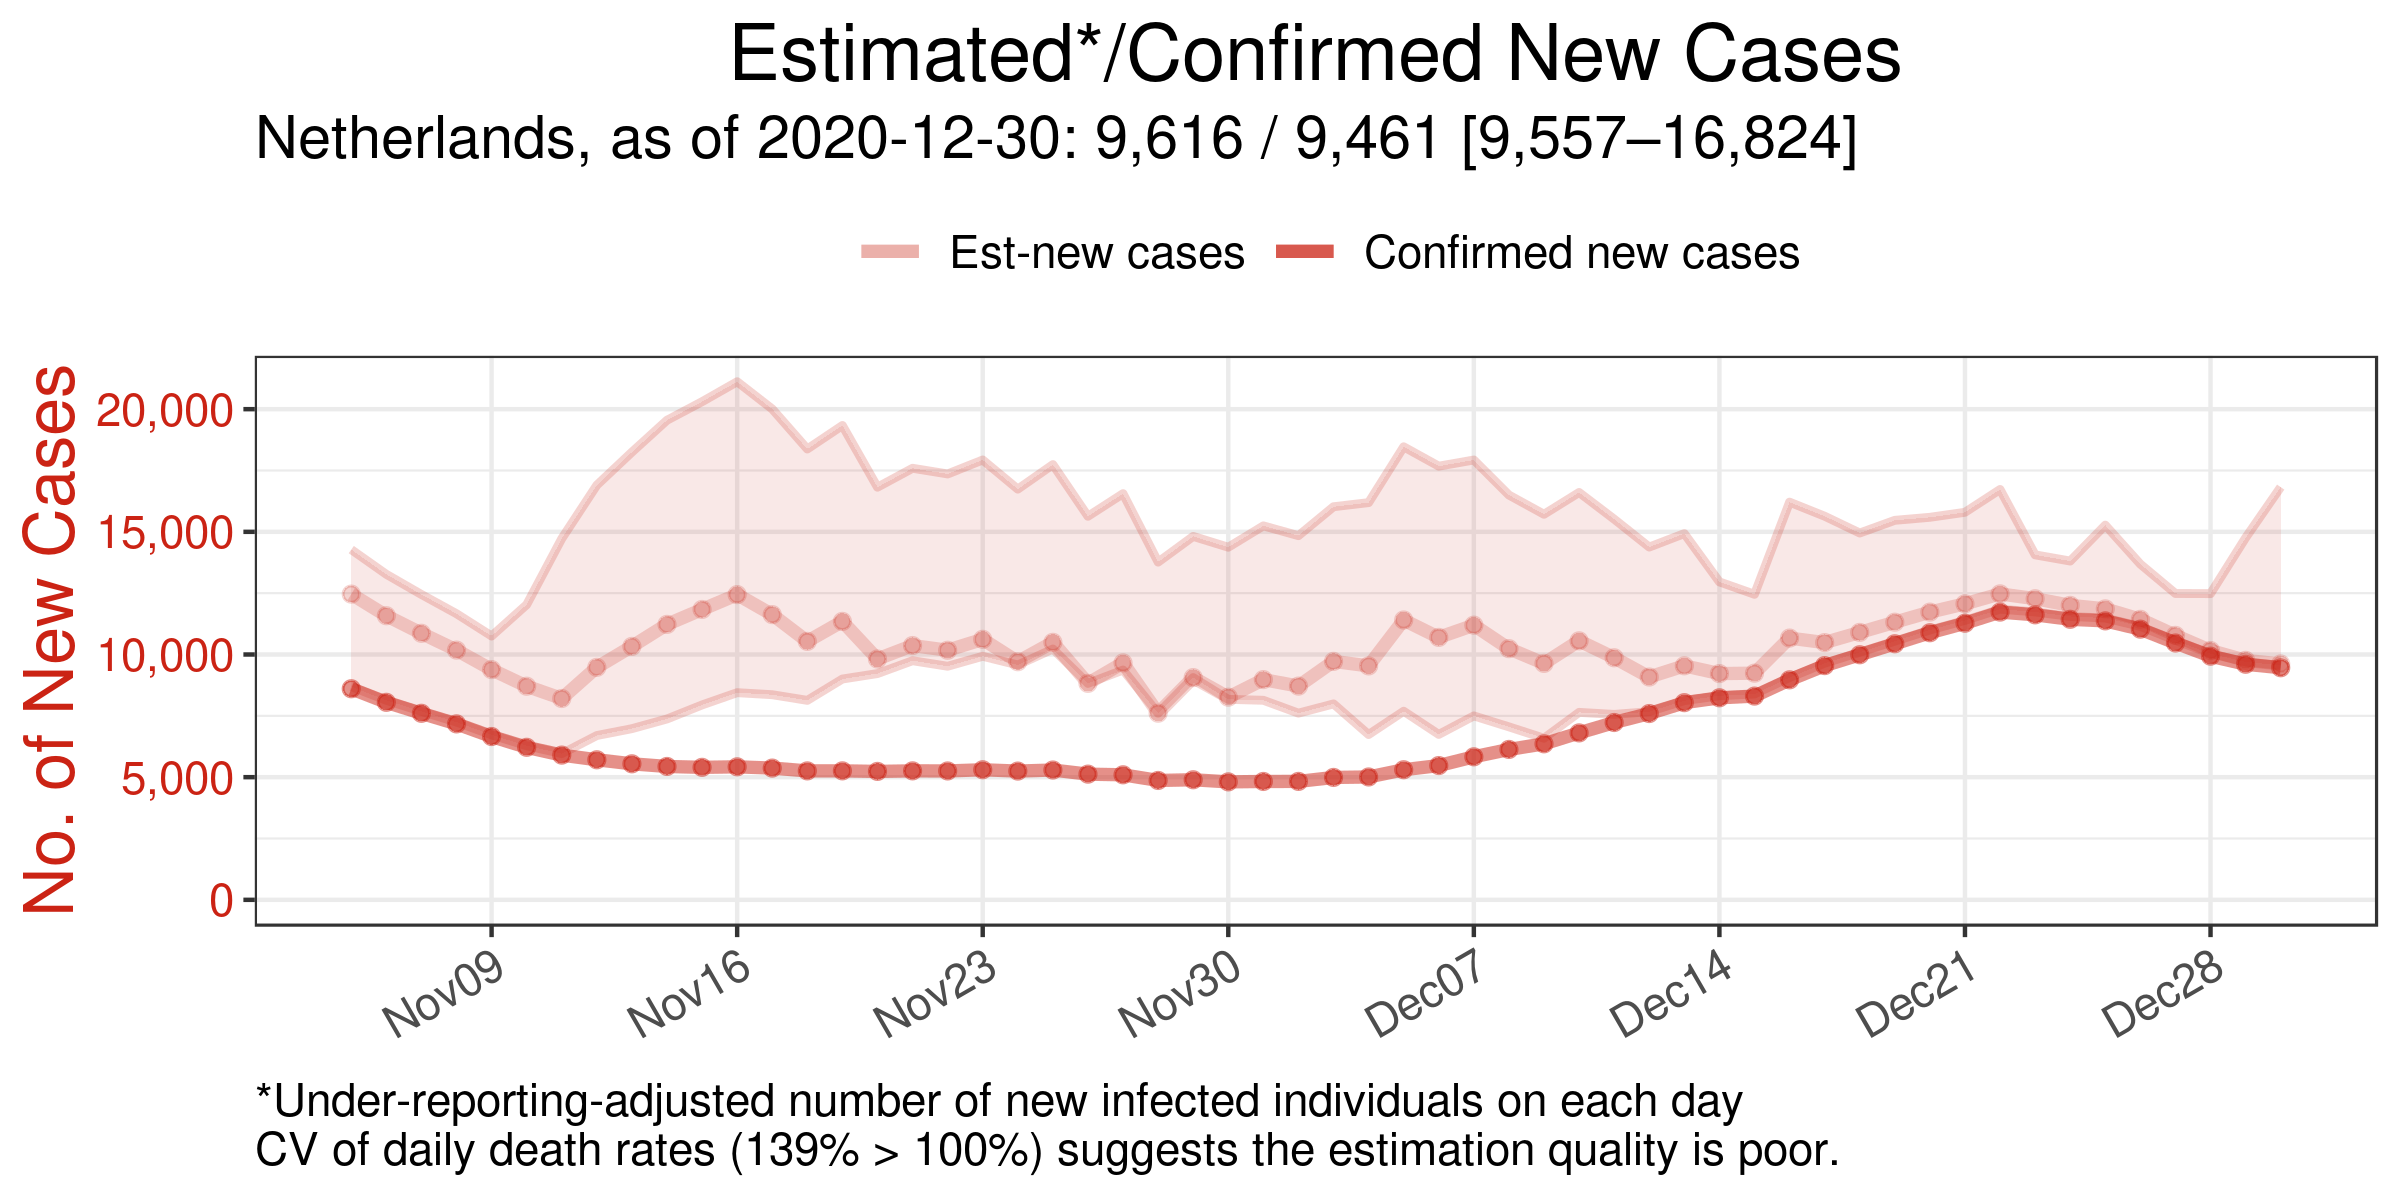 Estimated*/Confirmed New Cases
Netherlands, as of 2020-12-30: 9,616 / 9,461 [9,557–16,824]
Est-new cases
Confirmed new cases
No. of New Cases
20,000
15,000
10,000
5,000
0
Nov09
Nov16
Nov23
Nov30
Dec07
Dec14
Dec21
Dec28
*Under-reporting-adjusted number of new infected individuals on each day
CV of daily death rates (139% > 100%) suggests the estimation quality is poor.